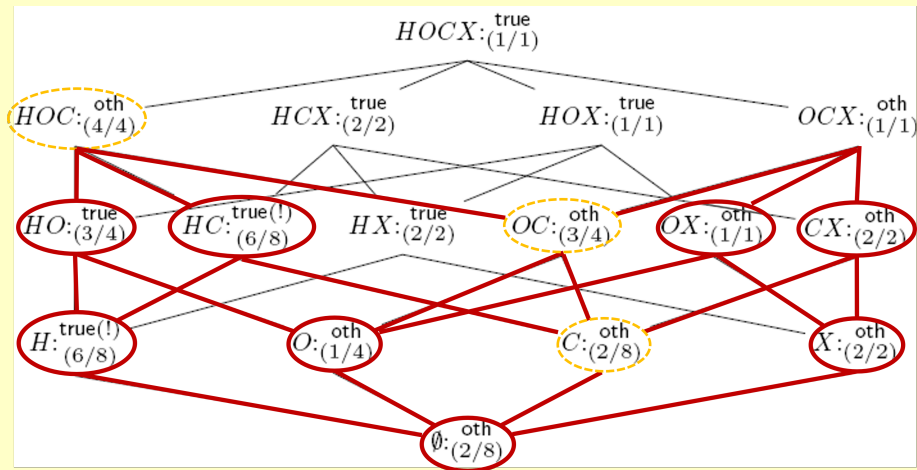 HOCX: true (1/1)
HOC: oth (4/4) HCX: true (2/2) HOX: true (1/1) OCX: oth (1/1)
HO: true (3/4) HC: true(!) (6/8) HX: true (2/2) OC: oth (3/4) OX: oth (1/1) CX: oth (2/2)
H: true(!) (6/8) O: oth (1/4) C: oth (2/8) X: oth (2/2)
∅: oth (2/8)